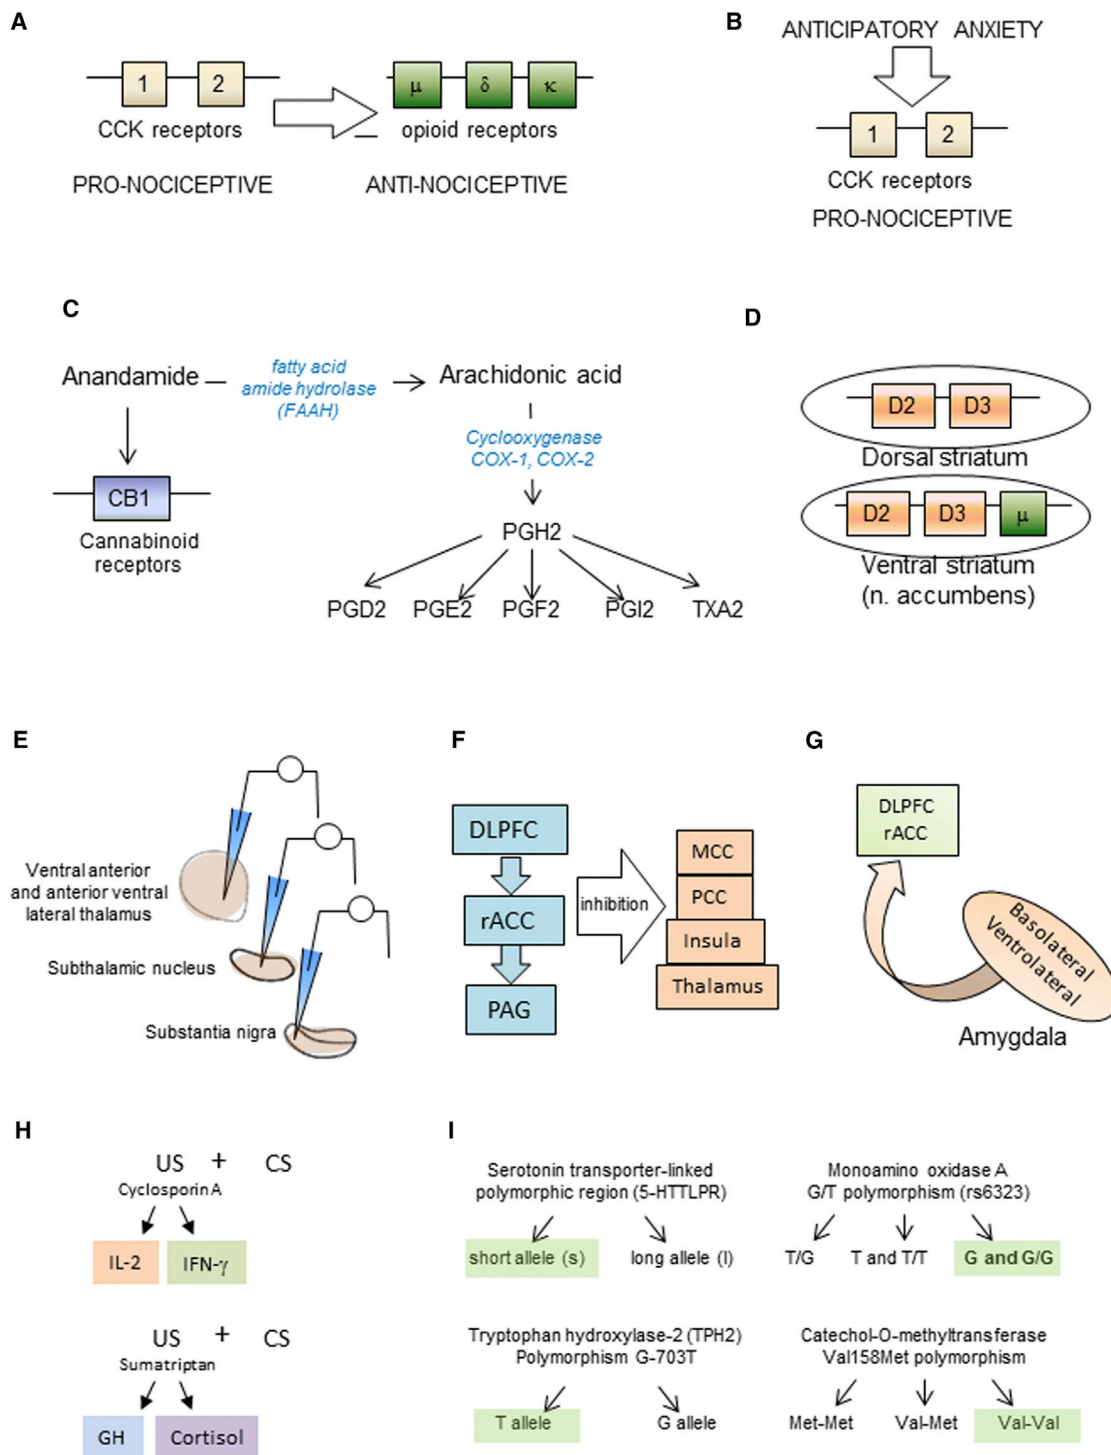 A
1 2
CCK receptors
PRO-NOCICEPTIVE
μ δ κ
opioid receptors
ANTI-NOCICEPTIVE
B
ANTICIPATORY ANXIETY
1 2
CCK receptors
PRO-NOCICEPTIVE
C
Anandamide
fatty acid
amide hydrolase
(FAAH)
Arachidonic acid
Cyclooxygenase
COX-1, COX-2
CB1
Cannabinoid
receptors
PGH2
PGD2 PGE2 PGF2 PGI2 TXA2
D
D2 D3
Dorsal striatum
D2 D3 μ
Ventral striatum
(n. accumbens)
E
Ventral anterior
and anterior ventral
lateral thalamus
Subthalamic nucleus
Substantia nigra
F
DLPFC
rACC
PAG
inhibition
MCC
PCC
Insula
Thalamus
G
DLPFC
rACC
Basolateral
Ventrolateral
Amygdala
H
US + CS
Cyclosporin A
IL-2 IFN-γ
US + CS
Sumatriptan
GH Cortisol
I
Serotonin transporter-linked
polymorphic region (5-HTTLPR)
short allele (s) long allele (l)
Monoamino oxidase A
G/T polymorphism (rs6323)
T/G T and T/T G and G/G
Tryptophan hydroxylase-2 (TPH2)
Polymorphism G-703T
T allele G allele
Catechol-O-methyltransferase
Val158Met polymorphism
Met-Met Val-Met Val-Val